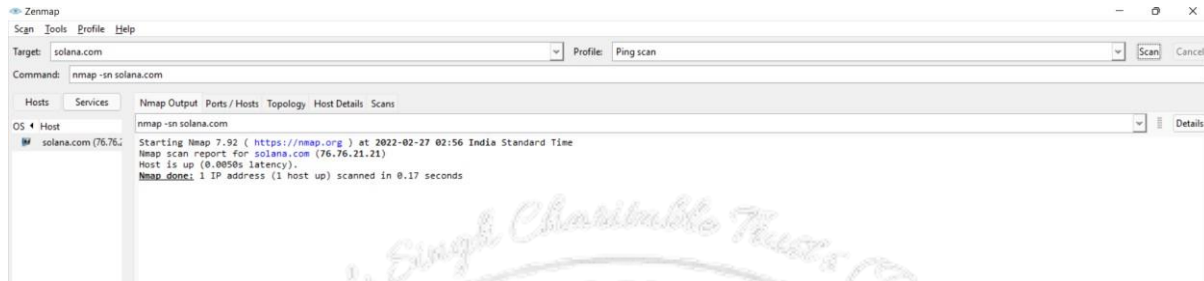 Zenmap
Scan Tools Profile Help
Target: solana.com Profile: Ping scan Scan Cancel
Command: nmap -sn solana.com
Hosts Services Nmap Output Ports / Hosts Topology Host Details Scans
OS Host nmap -sn solana.com Details
solana.com (76.76.2 Starting Nmap 7.92 ( https://nmap.org ) at 2022-02-27 02:56 India Standard Time
Nmap scan report for solana.com (76.76.21.21)
Host is up (0.0050s latency).
Nmap done: 1 IP address (1 host up) scanned in 0.17 seconds
Singh Charitable Trust's